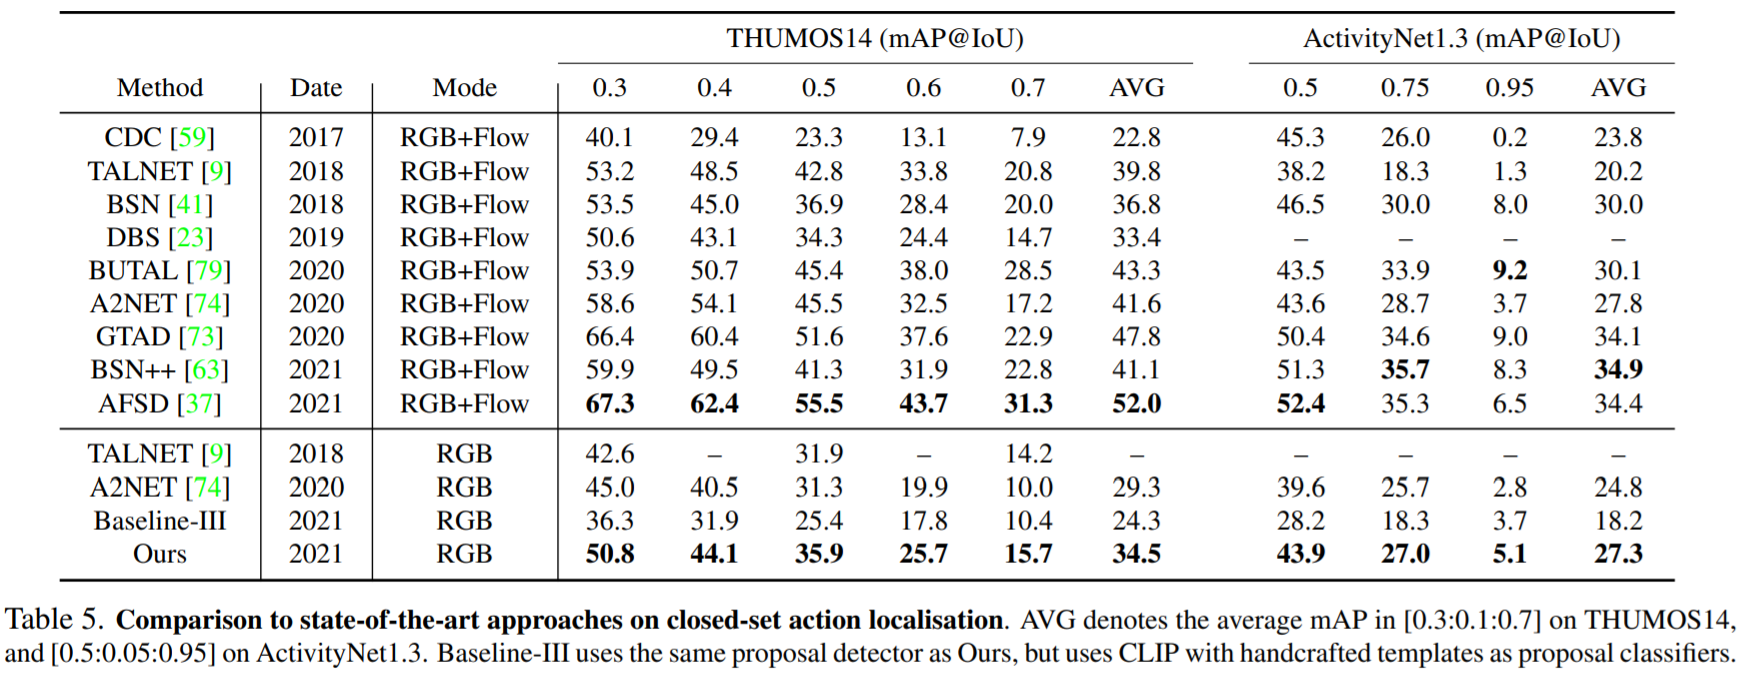 THUMOS14 (mAP@IoU) ActivityNet1.3 (mAP@IoU)
Method Date Mode 0.3 0.4 0.5 0.6 0.7 AVG 0.5 0.75 0.95 AVG
CDC [59] 2017 RGB+Flow 40.1 29.4 23.3 13.1 7.9 22.8 45.3 26.0 0.2 23.8
TALNET [9] 2018 RGB+Flow 53.2 48.5 42.8 33.8 20.8 39.8 38.2 18.3 1.3 20.2
BSN [41] 2018 RGB+Flow 53.5 45.0 36.9 28.4 20.0 36.8 46.5 30.0 8.0 30.0
DBS [23] 2019 RGB+Flow 50.6 43.1 34.3 24.4 14.7 33.4 – – – –
BUTAL [79] 2020 RGB+Flow 53.9 50.7 45.4 38.0 28.5 43.3 43.5 33.9 9.2 30.1
A2NET [74] 2020 RGB+Flow 58.6 54.1 45.5 32.5 17.2 41.6 43.6 28.7 3.7 27.8
GTAD [73] 2020 RGB+Flow 66.4 60.4 51.6 37.6 22.9 47.8 50.4 34.6 9.0 34.1
BSN++ [63] 2021 RGB+Flow 59.9 49.5 41.3 31.9 22.8 41.1 51.3 35.7 8.3 34.9
AFSD [37] 2021 RGB+Flow 67.3 62.4 55.5 43.7 31.3 52.0 52.4 35.3 6.5 34.4
TALNET [9] 2018 RGB 42.6 – 31.9 – 14.2 – – – – –
A2NET [74] 2020 RGB 45.0 40.5 31.3 19.9 10.0 29.3 39.6 25.7 2.8 24.8
Baseline-III 2021 RGB 36.3 31.9 25.4 17.8 10.4 24.3 28.2 18.3 3.7 18.2
Ours 2021 RGB 50.8 44.1 35.9 25.7 15.7 34.5 43.9 27.0 5.1 27.3
Table 5. Comparison to state-of-the-art approaches on closed-set action localisation. AVG denotes the average mAP in [0.3:0.1:0.7] on THUMOS14,
and [0.5:0.05:0.95] on ActivityNet1.3. Baseline-III uses the same proposal detector as Ours, but uses CLIP with handcrafted templates as proposal classifiers.